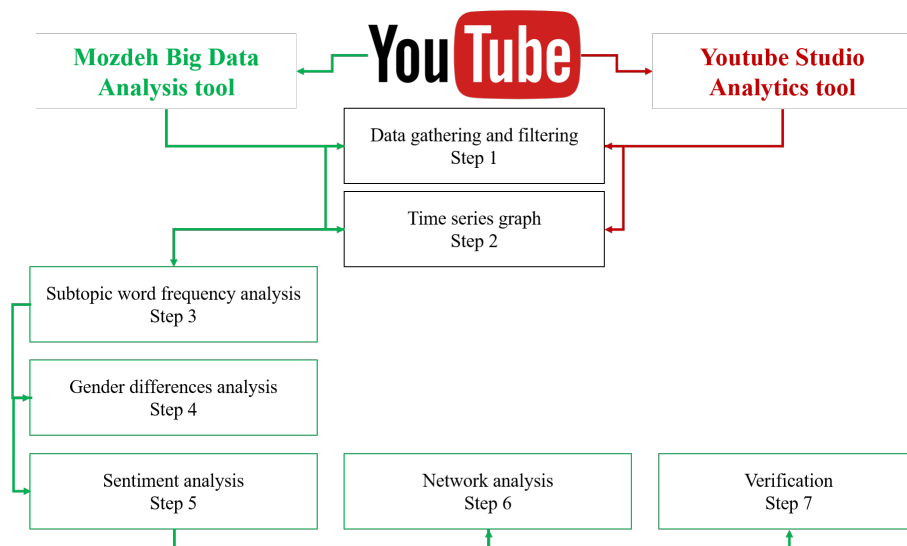 YouTube
Mozdeh Big Data
Analysis tool
Youtube Studio
Analytics tool
Data gathering and filtering
Step 1
Time series graph
Step 2
Subtopic word frequency analysis
Step 3
Gender differences analysis
Step 4
Sentiment analysis
Step 5
Network analysis
Step 6
Verification
Step 7